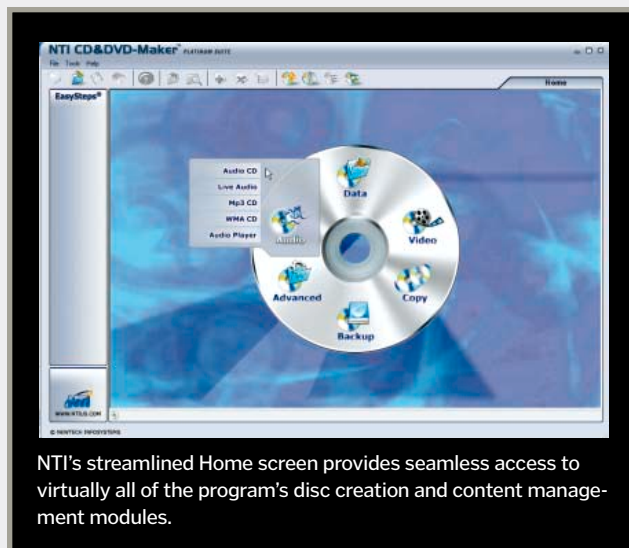 NTI CD&DVD-Maker™ PLATINUM SUITE
File Tools Help
Home
EasySteps®
Audio CD
Live Audio
Mp3 CD
WMA CD
Audio Player
Audio
Data
Video
Copy
Backup
Advanced
nti
WWW.NTIUS.COM
© NEWTECH INFOSYSTEMS
NTI's streamlined Home screen provides seamless access to
virtually all of the program's disc creation and content manage-
ment modules.